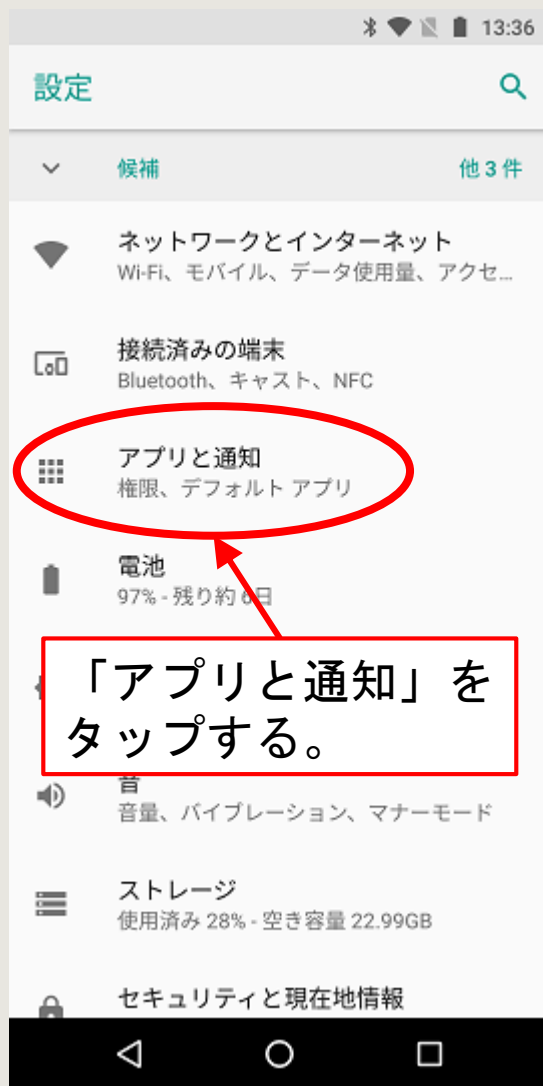 13:36
設定
候補
他 3 件
ネットワークとインターネット
Wi-Fi、モバイル、データ使用量、アクセ...
接続済みの端末
Bluetooth、キャスト、NFC
アプリと通知
権限、デフォルト アプリ
電池
97% - 残り約 6日
「アプリと通知」を
タップする。
音
音量、バイブレーション、マナーモード
ストレージ
使用済み 28% - 空き容量 22.99GB
セキュリティと現在地情報